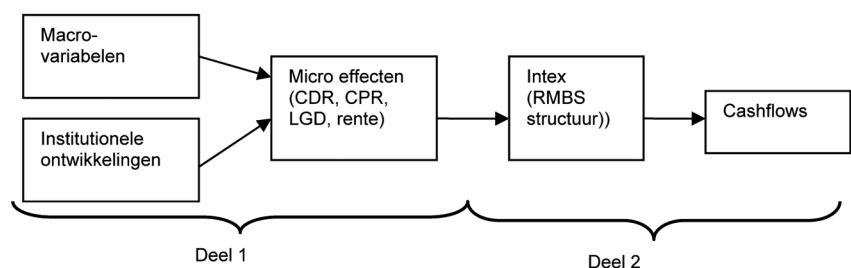 Macro-
variabelen
Institutionele
ontwikkelingen
Micro effecten
(CDR, CPR,
LGD, rente)
Intex
(RMBS
structuur))
Cashflows
Deel 1
Deel 2